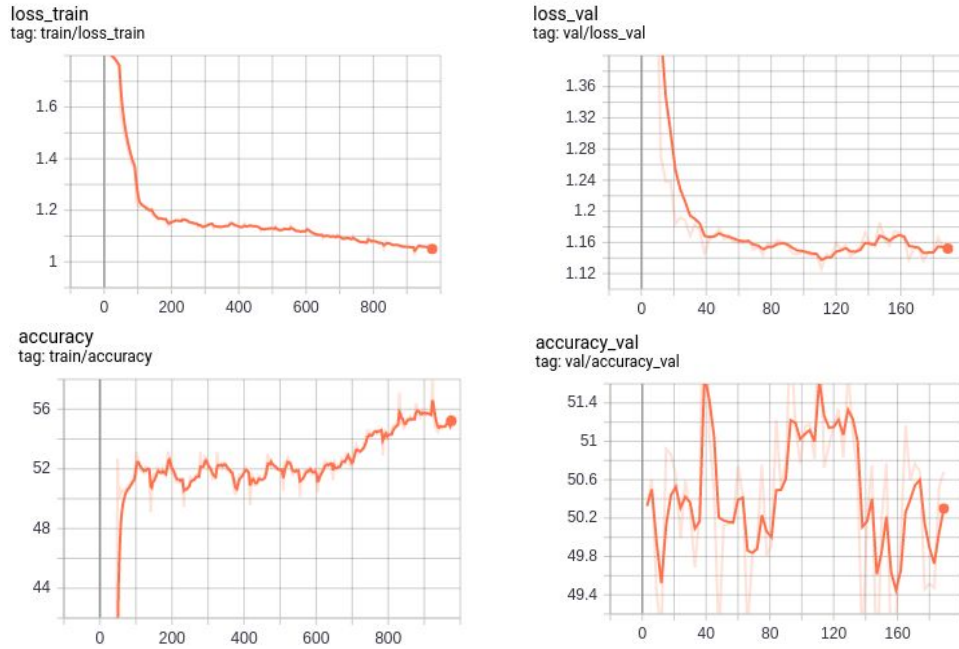 loss_train
tag: train/loss_train
1.6
1.4
1.2
1
0 200 400 600 800
loss_val
tag: val/loss_val
1.36
1.32
1.28
1.24
1.2
1.16
1.12
0 40 80 120 160
accuracy
tag: train/accuracy
56
52
48
44
0 200 400 600 800
accuracy_val
tag: val/accuracy_val
51.4
51
50.6
50.2
49.8
49.4
0 40 80 120 160